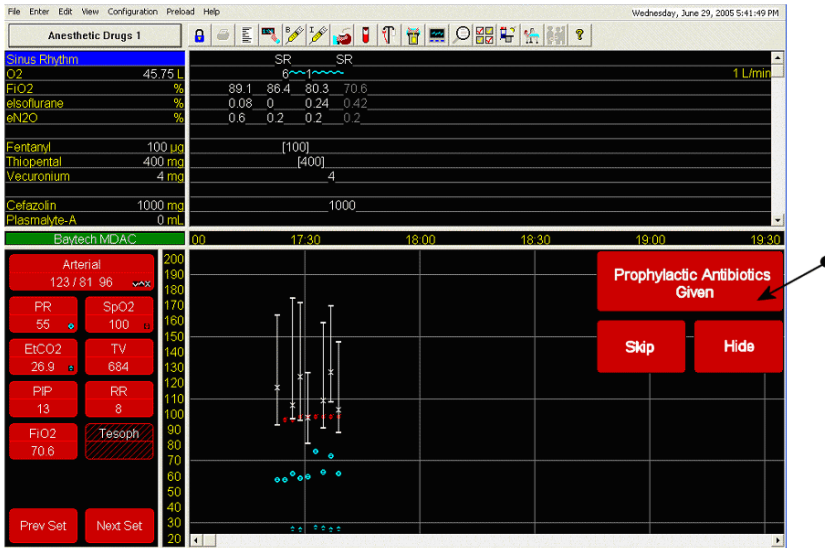 File Edit View Configuration Preload Help Wednesday, June 29, 2005 5:41:49 PM
Anesthetic Drugs 1
Sinus Rhythm SR SR
O2 45.75 L 6 1 1 L/min
FiO2 % 89.1 86.4 80.3 70.6
eIsoflurane % 0.08 0 0.24 0.42
eN2O % 0.6 0.2 0.2 0.2
Fentanyl 100 µg [100]
Thiopental 400 mg [400]
Vecuronium 4 mg 4
Cefazolin 1000 mg 1000
Plasmalyte-A 0 mL
Baytech MDAC 00 17:30 18:00 18:30 19:00 19:30
Arterial
123 / 81 96
PR SpO2
55 100
EtCO2 TV
26.9 684
PIP RR
13 8
FiO2 Tesoph
70.6
Prev Set Next Set
200
190
180
170
160
150
140
130
120
110
100
90
80
70
60
50
40
30
20
Prophylactic Antibiotics
Given
Skip Hide